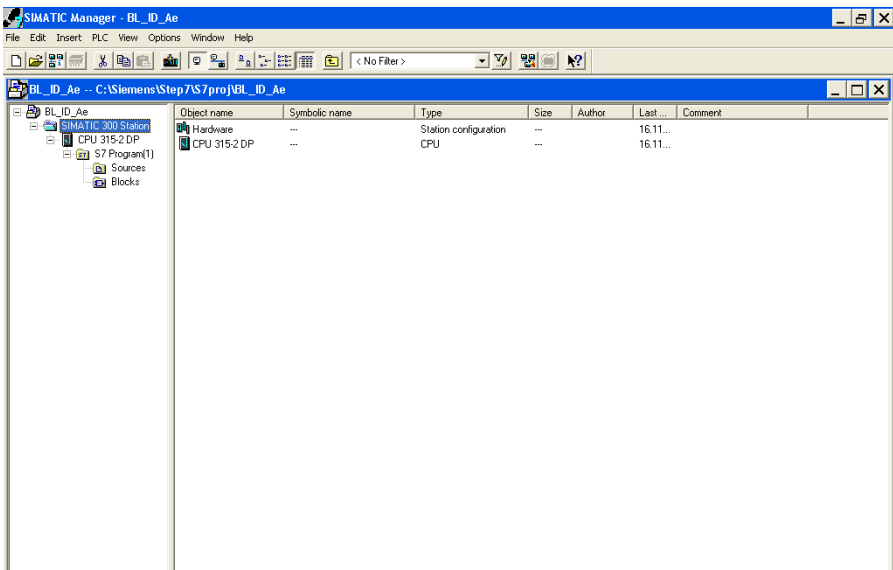 SIMATIC Manager - BL_ID_Ae
File Edit Insert PLC View Options Window Help
< No Filter >
BL_ID_Ae -- C:\Siemens\Step7\S7proj\BL_ID_Ae
BL_ID_Ae
SIMATIC 300 Station
CPU 315-2 DP
S7 Program(1)
Sources
Blocks
Object name Symbolic name Type Size Author Last ... Comment
Hardware --- Station configuration --- 16.11...
CPU 315-2 DP --- CPU --- 16.11...